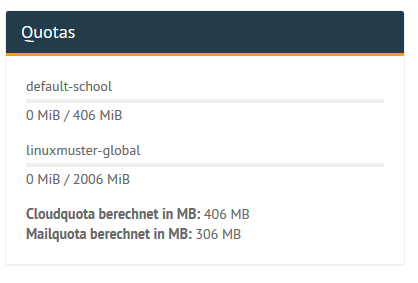 Quotas
default-school
0 MiB / 406 MiB
linuxmuster-global
0 MiB / 2006 MiB
Cloudquota berechnet in MB: 406 MB
Mailquota berechnet in MB: 306 MB